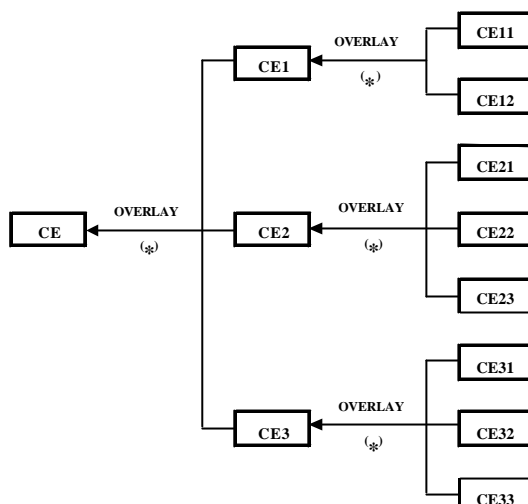 OVERLAY
CE11
CE1
(*)
CE12
CE21
OVERLAY
OVERLAY
CE
CE2
CE22
(*)
(*)
CE23
CE31
OVERLAY
CE3
CE32
(*)
CE33